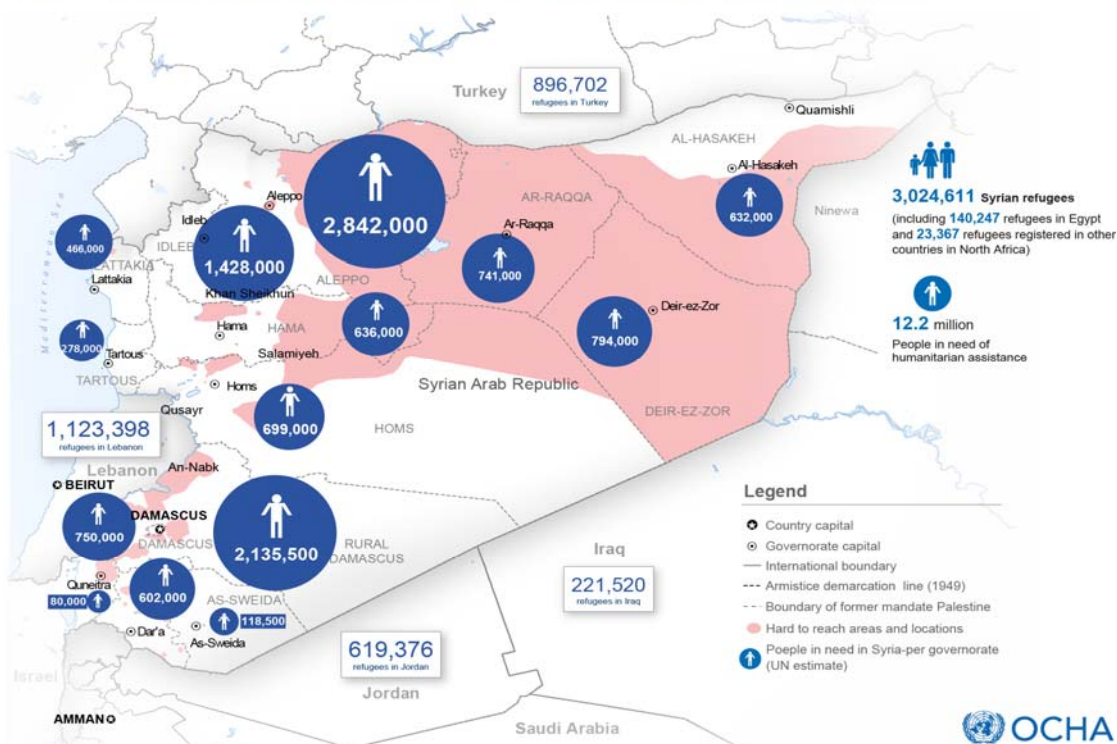 Turkey
896,702
refugees in Turkey
Quamishli
AL-HASAKEH
Al-Hasakeh
632,000
Ninewa
Aleppo
2,842,000
AR-RAQQA
Ar-Raqqa
741,000
Idleb
IDLEB
1,428,000
ALEPPO
466,000
LATTAKIA
Lattakia
Mediterranean Sea
Khan Sheikhun
Hama
HAMA
636,000
Deir-ez-Zor
794,000
278,000
Tartous
TARTOUS
Salamiyeh
Homs
Syrian Arab Republic
DEIR-EZ-ZOR
Qusayr
699,000
HOMS
1,123,398
refugees in Lebanon
Lebanon
An-Nabk
BEIRUT
DAMASCUS
750,000
DAMASCUS
2,135,500
RURAL
DAMASCUS
Quneitra
80,000
602,000
AS-SWEIDA
118,500
Dar'a
As-Sweida
Iraq
221,520
refugees in Iraq
619,376
refugees in Jordan
Jordan
Israel
AMMAN
Saudi Arabia
3,024,611 Syrian refugees
(including 140,247 refugees in Egypt
and 23,367 refugees registered in other
countries in North Africa)
12.2 million
People in need of
humanitarian assistance
Legend
Country capital
Governorate capital
International boundary
Armistice demarcation line (1949)
Boundary of former mandate Palestine
Hard to reach areas and locations
Poeple in need in Syria-per governorate
(UN estimate)
OCHA